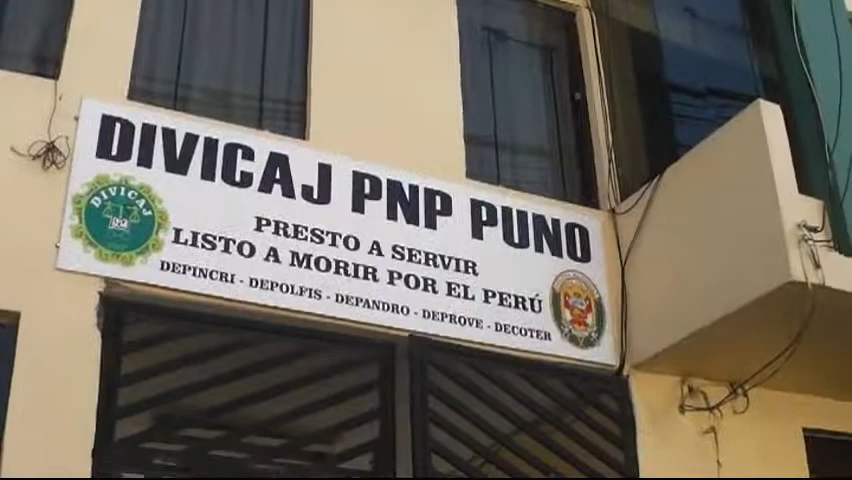 DIVICAJ PNP PUNO
DIVICAJ
PRESTO A SERVIR
LISTO A MORIR POR EL PERÚ
DEPINCRI - DEPOLFIS - DEPANDRO - DEPROVE - DECOTER